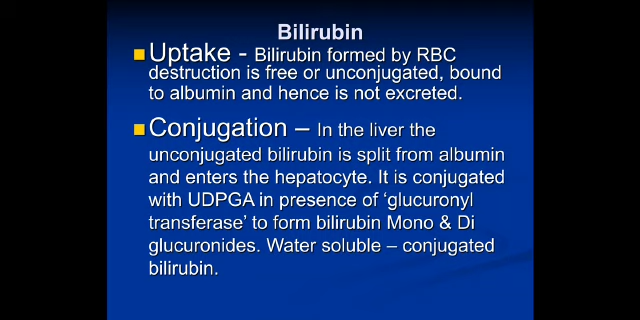 Bilirubin
Uptake - Bilirubin formed by RBC
destruction is free or unconjugated, bound
to albumin and hence is not excreted.
Conjugation – In the liver the
unconjugated bilirubin is split from albumin
and enters the hepatocyte. It is conjugated
with UDPGA in presence of ‘glucuronyl
transferase’ to form bilirubin Mono & Di
glucuronides. Water soluble – conjugated
bilirubin.